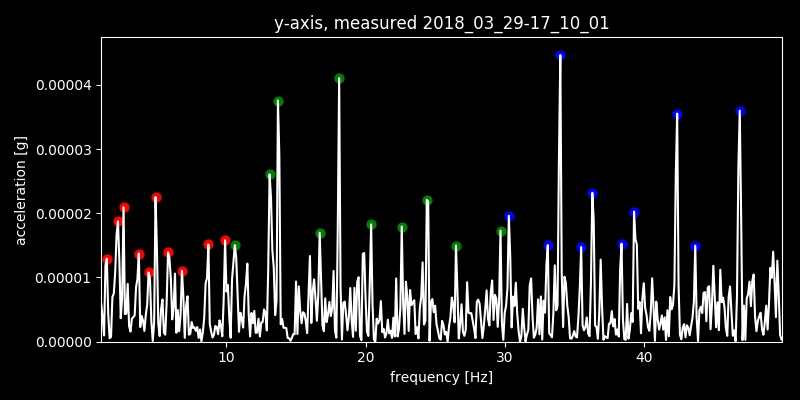 y-axis, measured 2018_03_29-17_10_01
0.00004
0.00003
0.00002
0.00001
0.00000
acceleration [g]
10 20 30 40
frequency [Hz]